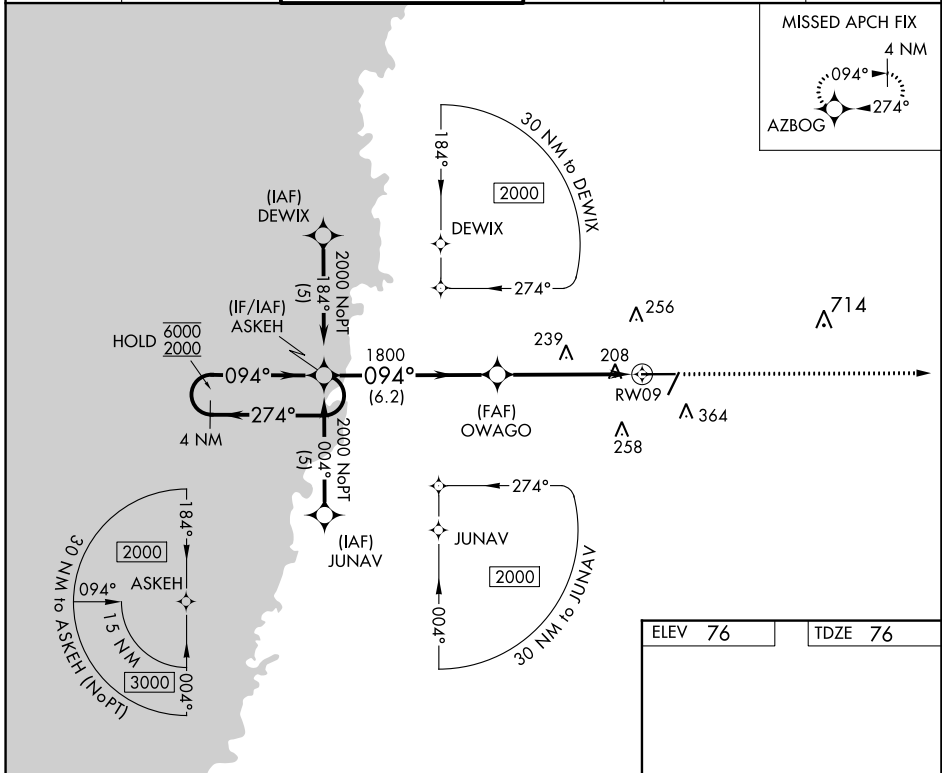 MISSED APCH FIX
4 NM
094°
274°
AZBOG
184°
30 NM to DEWIX
2000
DEWIX
274°
(IAF)
DEWIX
2000 NoPT
184°
(5)
(IF/IAF)
ASKEH
HOLD 6000
2000
094°
274°
4 NM
1800
094°
(6.2)
(FAF)
OWAGO
239
256
208
RW09
714
364
258
2000 NoPT
004°
(5)
(IAF)
JUNAV
274°
JUNAV
2000
004°
30 NM to JUNAV
184°
2000
ASKEH
094°
15 NM
3000
004°
30 NM to ASKEH (NoPT)
ELEV 76
TDZE 76